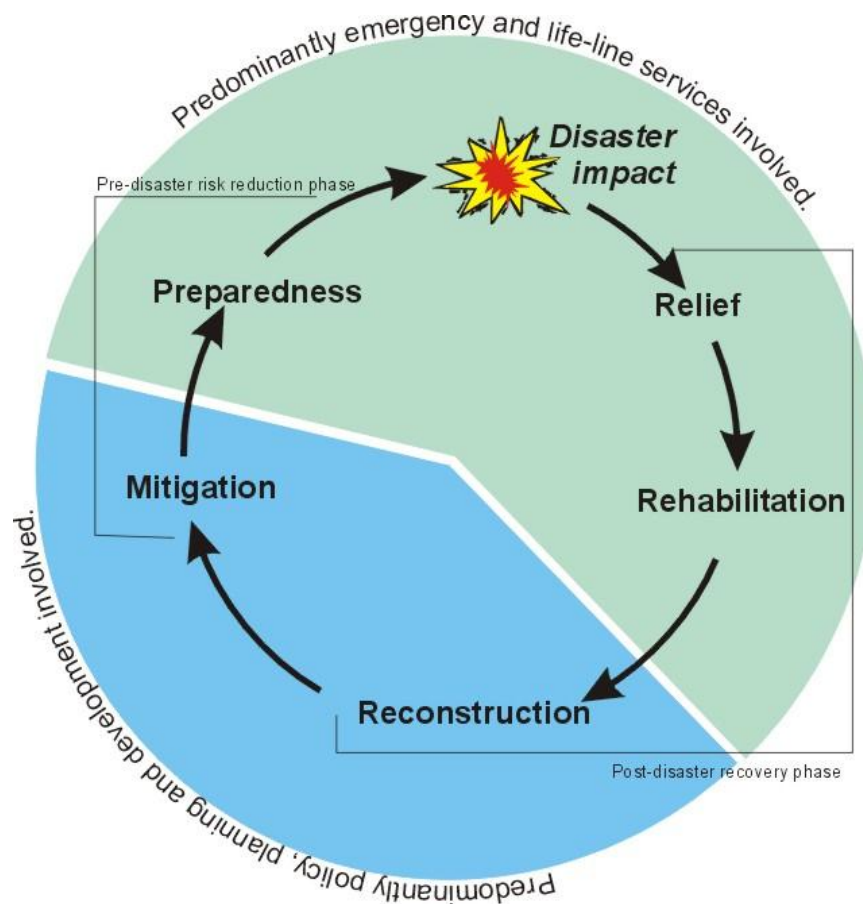 Predominantly emergency and life-line services involved.
Disaster
impact
Pre-disaster risk reduction phase
Preparedness
Relief
Mitigation
Rehabilitation
Reconstruction
Post-disaster recovery phase
Predominantly policy, planning and development involved.